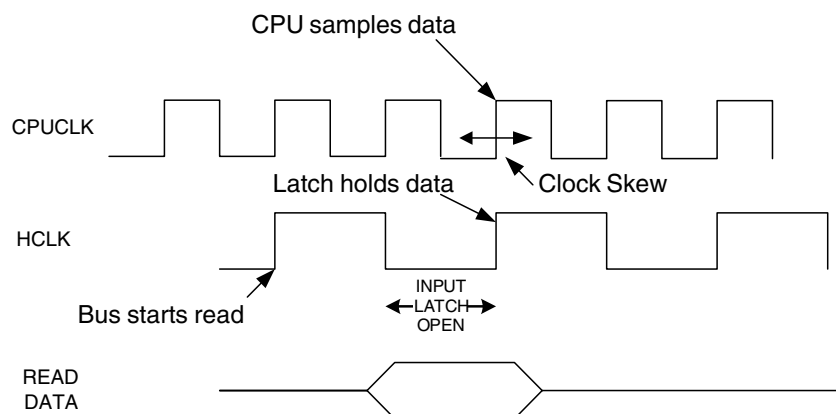 CPU samples data
CPUCLK
Latch holds data
Clock Skew
HCLK
Bus starts read
INPUT
LATCH
OPEN
READ
DATA